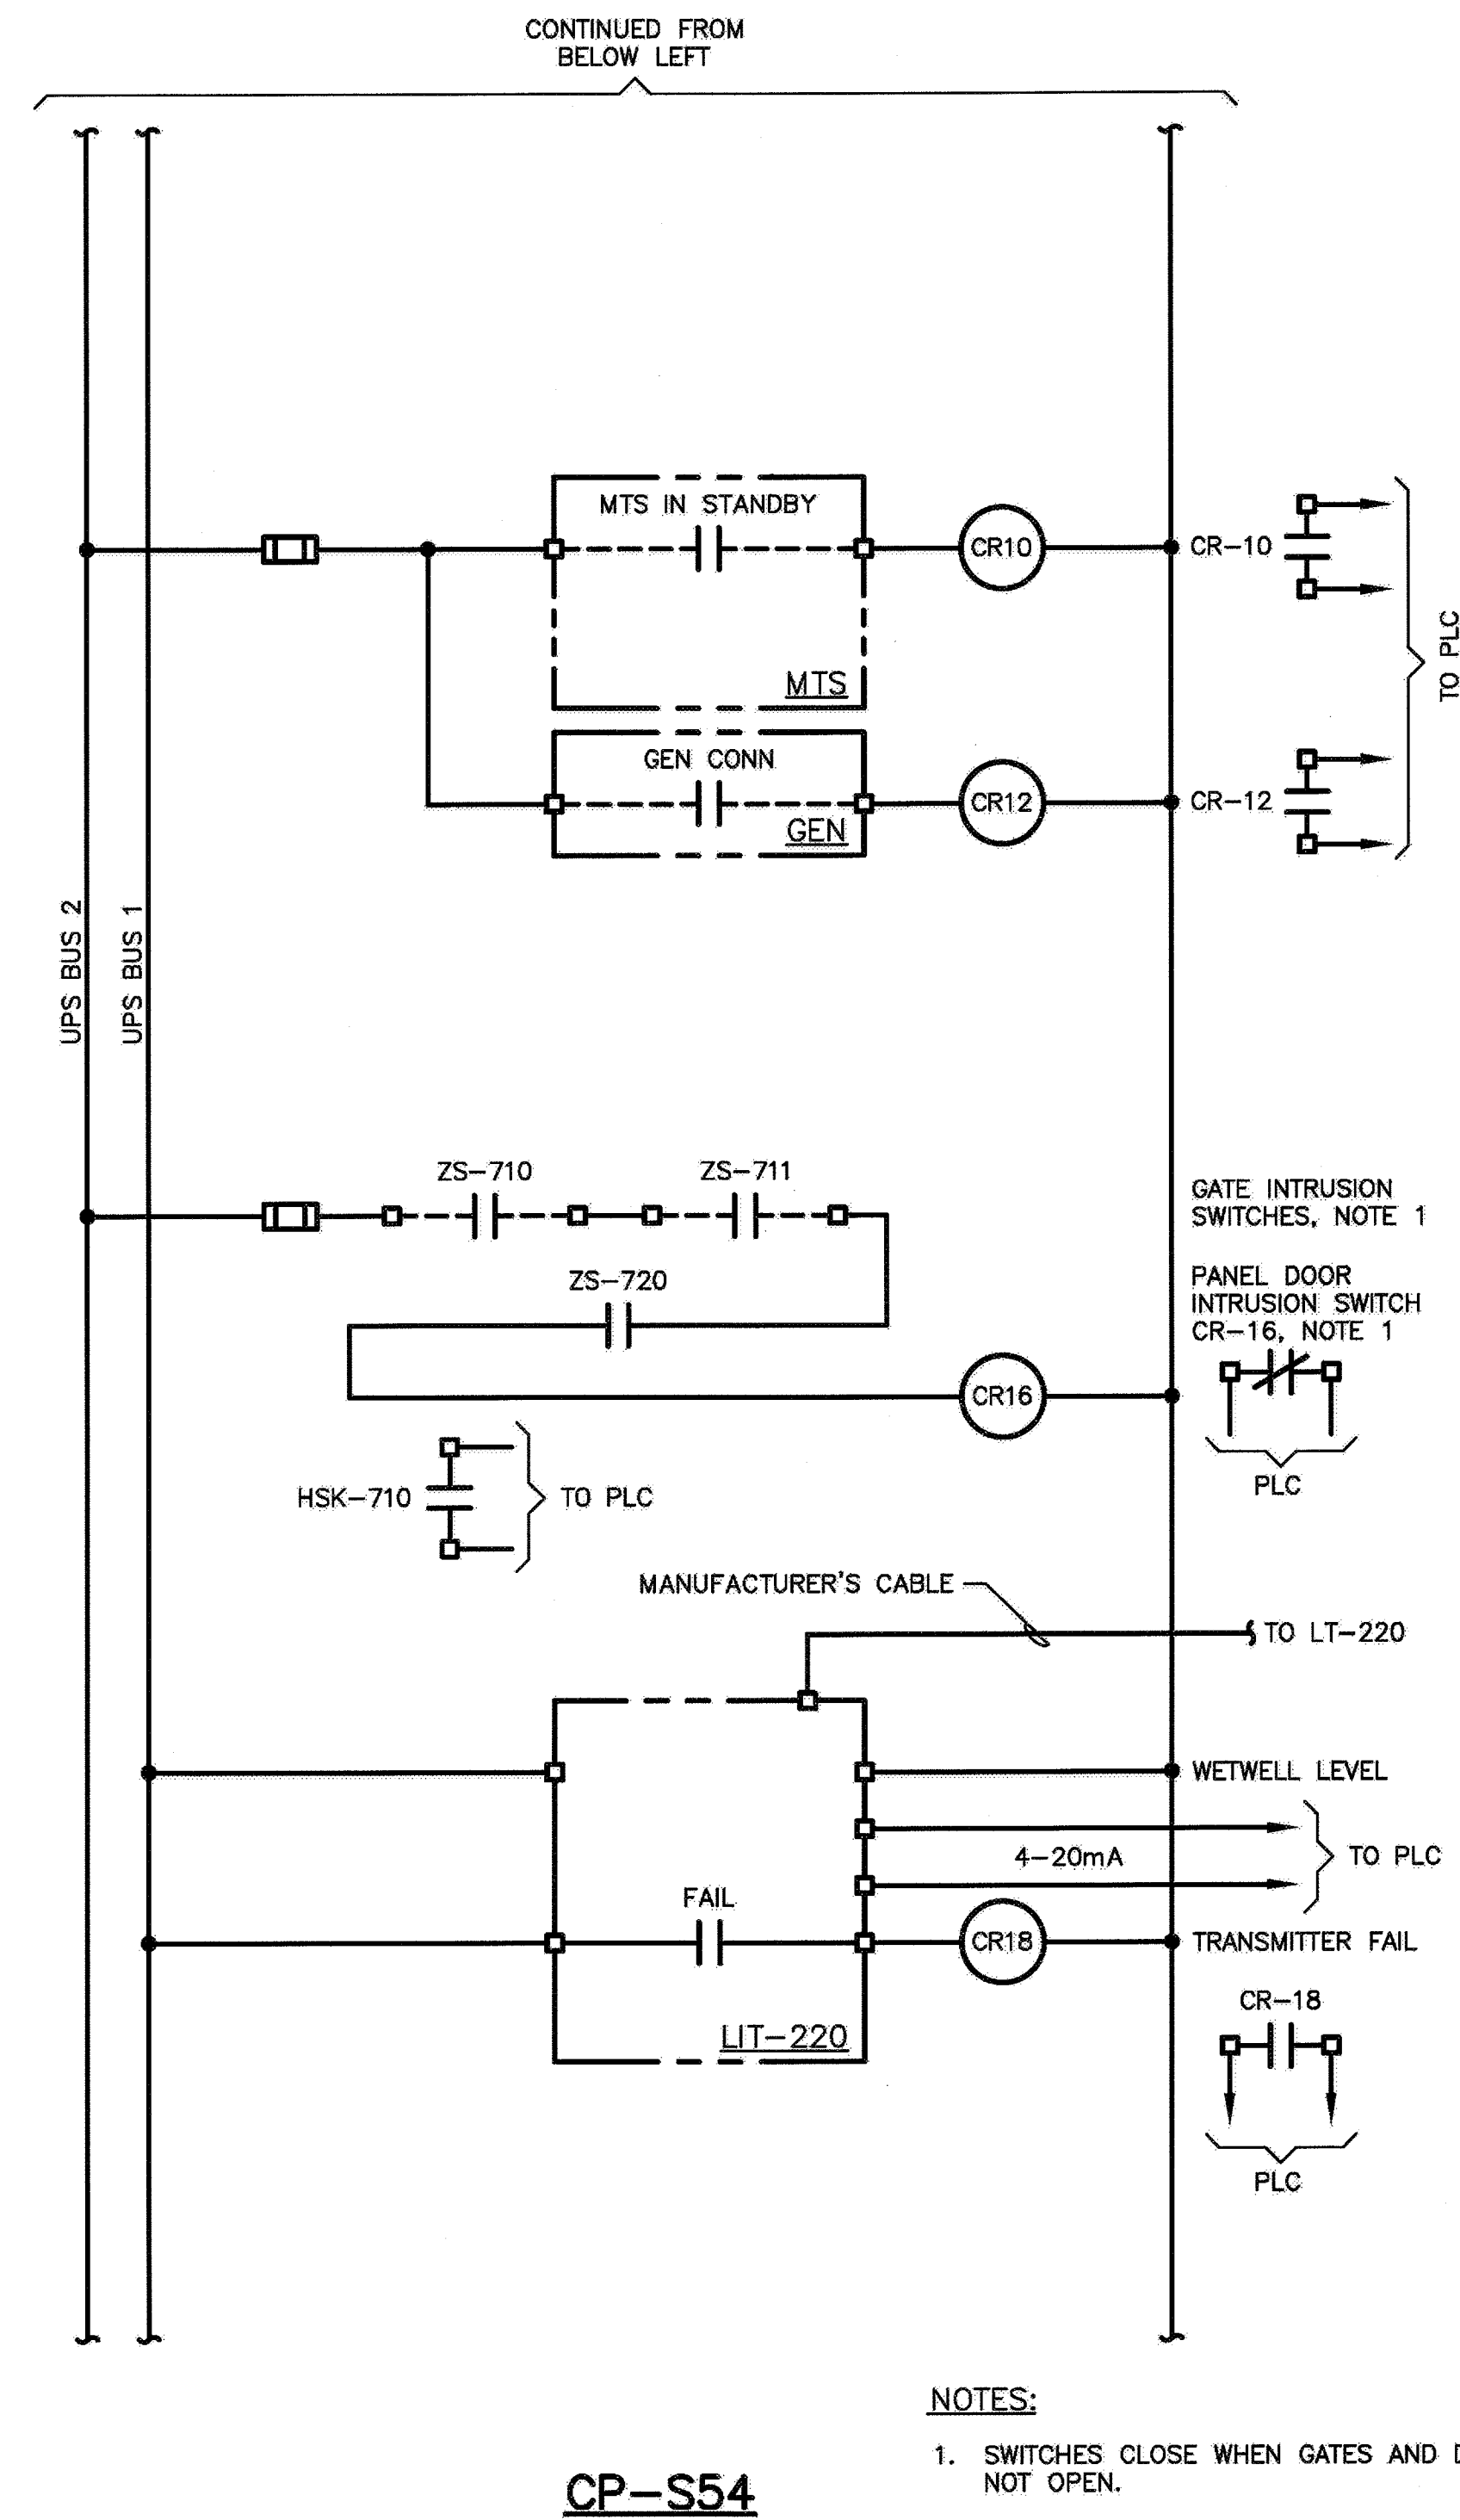 CONTINUED FROM
BELOW LEFT
MTS IN STANDBY
CR10
CR-10
MTS
TO PLC
GEN CONN
CR12
CR-12
GEN
UPS BUS 2
UPS BUS 1
ZS-710
ZS-711
GATE INTRUSION
SWITCHES, NOTE 1
ZS-720
PANEL DOOR
INTRUSION SWITCH
CR-16, NOTE 1
CR16
PLC
HSK-710
TO PLC
MANUFACTURER'S CABLE
TO LT-220
WETWELL LEVEL
4-20mA
TO PLC
FAIL
CR18
TRANSMITTER FAIL
CR-18
LIT-220
PLC
NOTES:
1. SWITCHES CLOSE WHEN GATES AND
NOT OPEN.
CP-S54